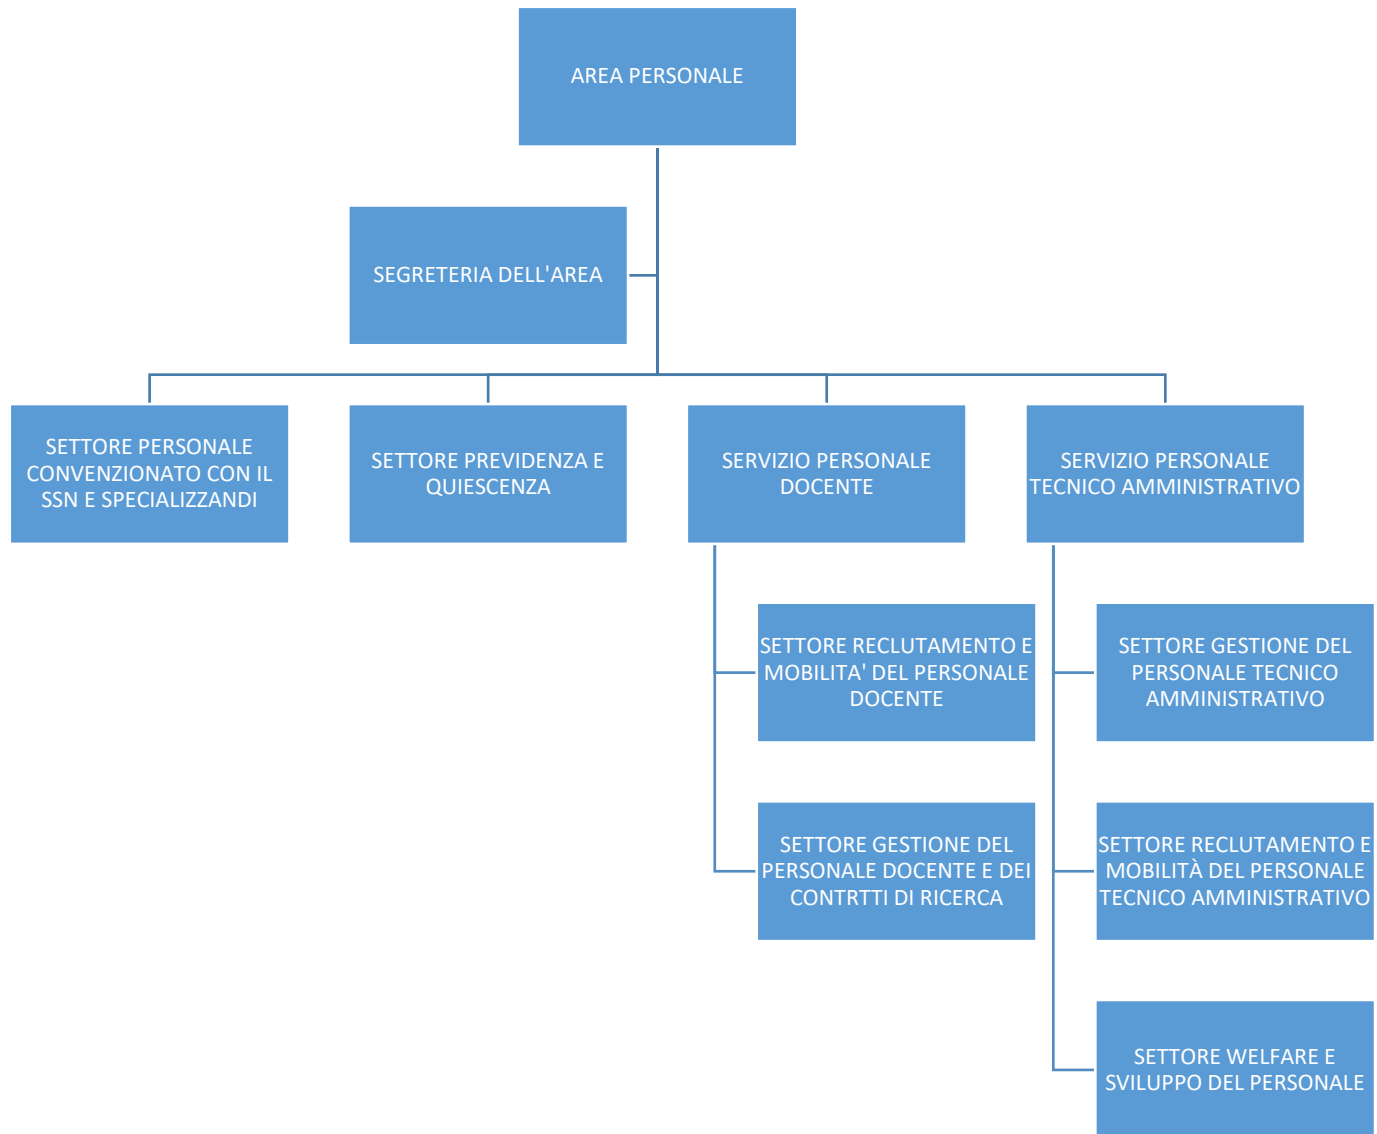 AREA PERSONALE
SEGRETERIA DELL'AREA
SETTORE PERSONALE
CONVENZIONATO CON IL
SSN E SPECIALIZZANDI
SETTORE PREVIDENZA E
QUIESCENZA
SERVIZIO PERSONALE
DOCENTE
SERVIZIO PERSONALE
TECNICO AMMINISTRATIVO
SETTORE RECLUTAMENTO E
MOBILITA' DEL PERSONALE
DOCENTE
SETTORE GESTIONE DEL
PERSONALE TECNICO
AMMINISTRATIVO
SETTORE GESTIONE DEL
PERSONALE DOCENTE E DEI
CONTRTTI DI RICERCA
SETTORE RECLUTAMENTO E
MOBILITÀ DEL PERSONALE
TECNICO AMMINISTRATIVO
SETTORE WELFARE E
SVILUPPO DEL PERSONALE